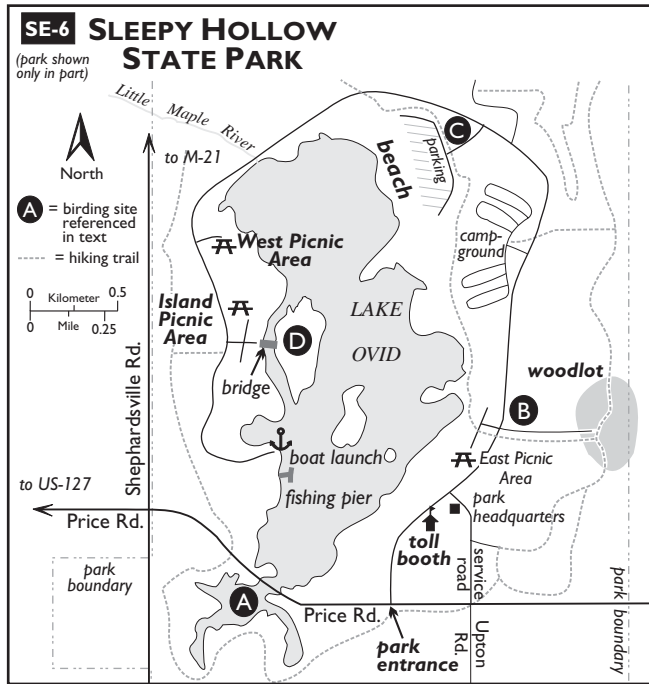 SE-6 SLEEPY HOLLOW
STATE PARK
(park shown
only in part)
Little Maple River
to M-21
North
A = birding site
referenced
in text
= hiking trail
0 Kilometer 0.5
0 Mile 0.25
Shephardsville Rd.
beach
parking
C
camp-
ground
West Picnic
Area
Island
Picnic
Area
LAKE
OVID
D
bridge
woodlot
B
boat launch
fishing pier
East Picnic
Area
park
headquarters
toll
booth
service
road
to US-127
Price Rd.
park
boundary
A
Price Rd.
park
entrance
Upton
Rd.
park boundary